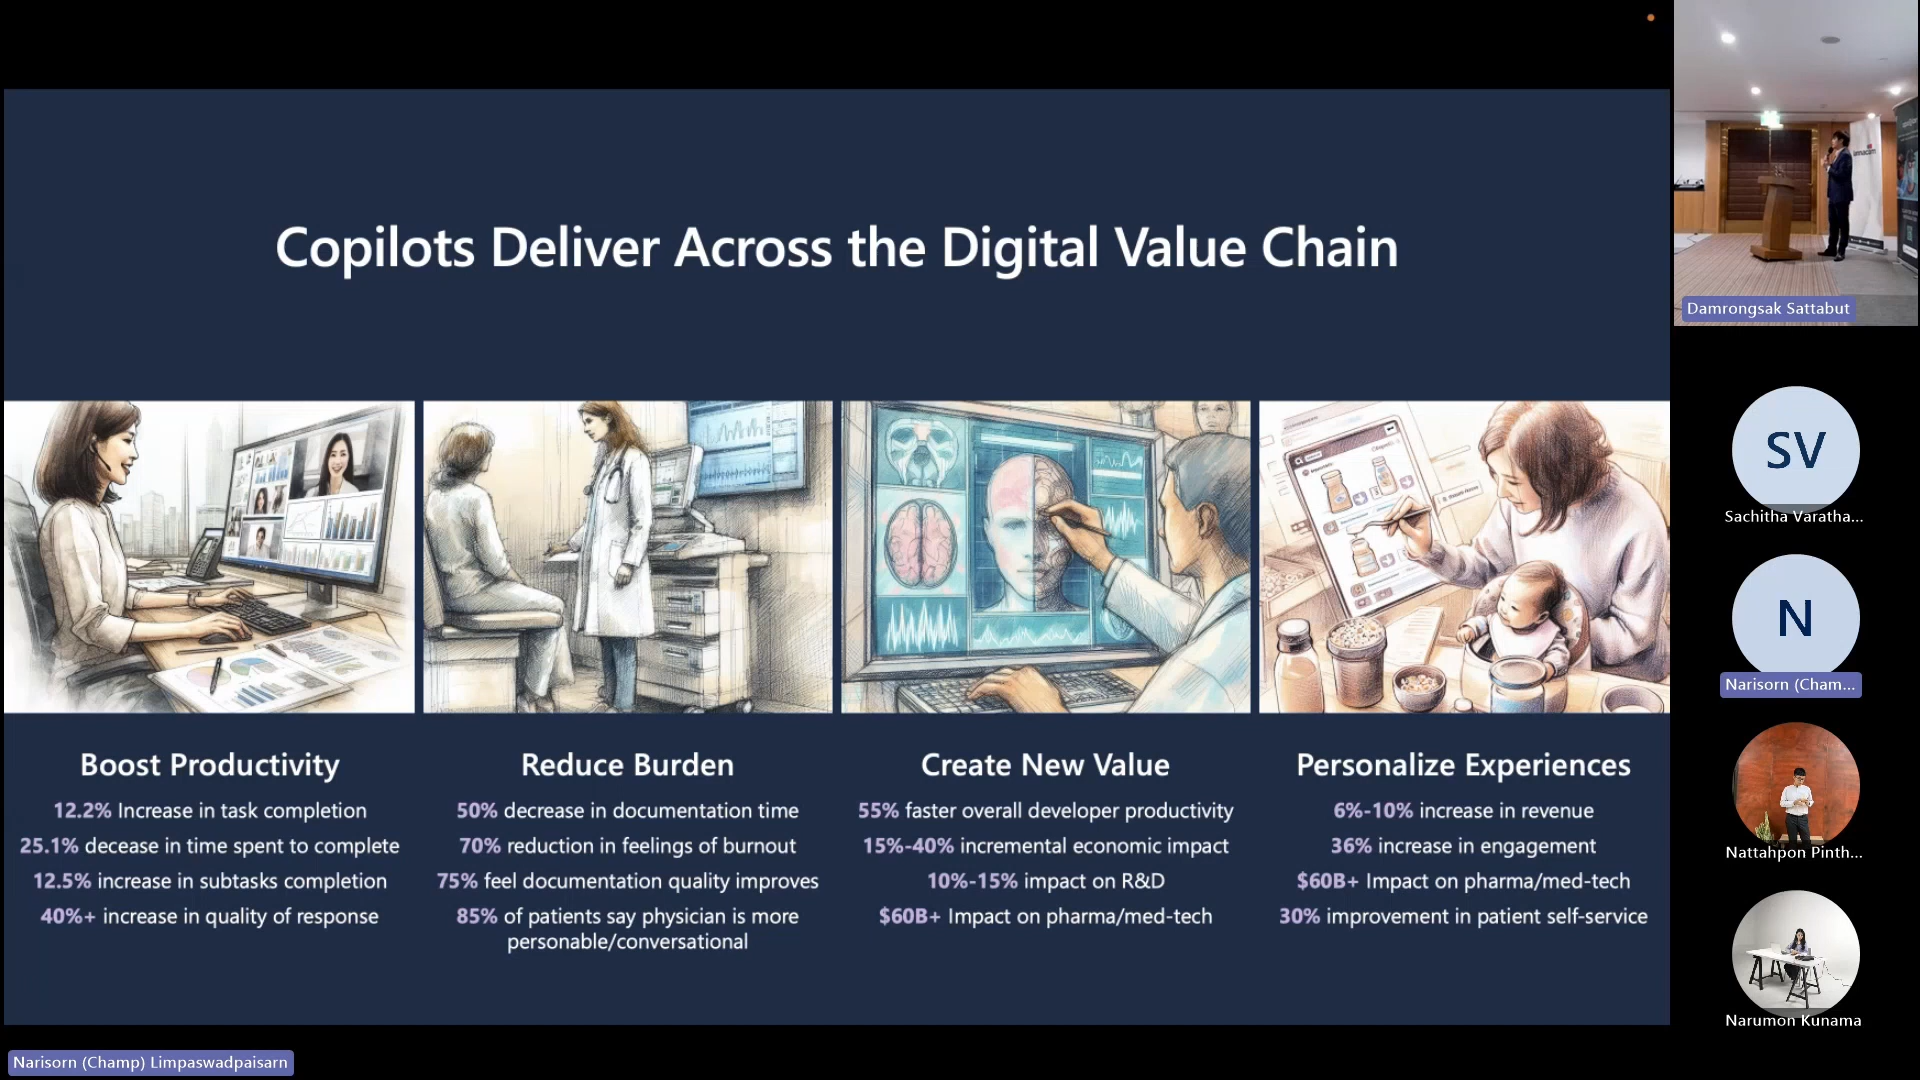 Copilots Deliver Across the Digital Value Chain
Boost Productivity
12.2% Increase in task completion
25.1% decease in time spent to complete
12.5% increase in subtasks completion
40%+ increase in quality of response
Reduce Burden
50% decrease in documentation time
70% reduction in feelings of burnout
75% feel documentation quality improves
85% of patients say physician is more
personable/conversational
Create New Value
55% faster overall developer productivity
15%-40% incremental economic impact
10%-15% impact on R&D
$60B+ Impact on pharma/med-tech
Personalize Experiences
6%-10% increase in revenue
36% increase in engagement
$60B+ Impact on pharma/med-tech
30% improvement in patient self-service
Narisorn (Champ) Limpaswadpaisarn
Damrongsak Sattabut
SV
Sachitha Varatha...
N
Narisorn (Cham...
Nattahpon Pinth...
Narumon Kunama